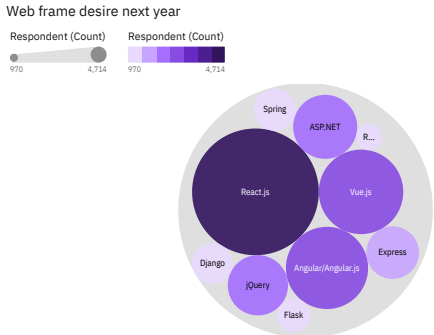 Web frame desire next year
Respondent (Count) Respondent (Count)
970 4,714 970 4,714
Spring
ASP.NET
R...
React.js
Vue.js
Express
Django
Angular/Angular.js
jQuery
Flask